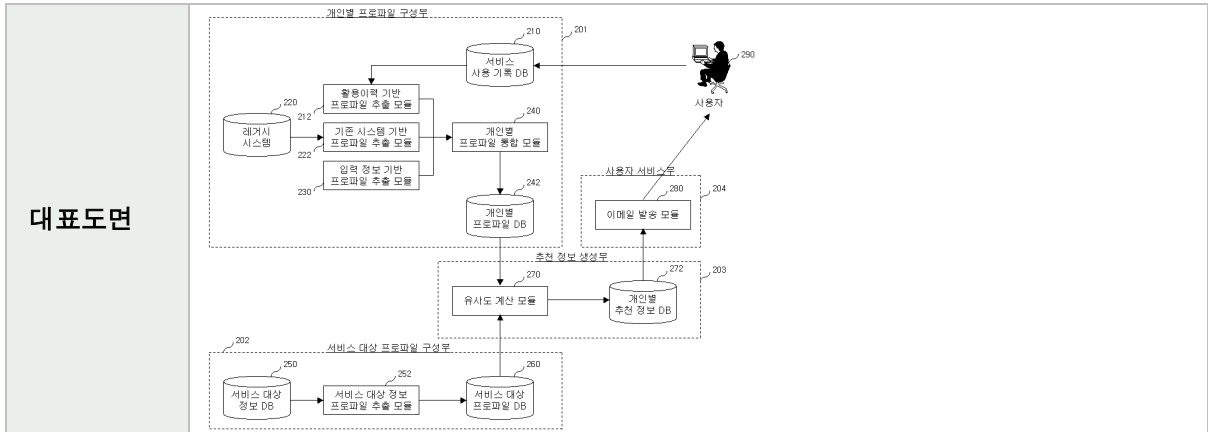 대표도면
개인별 프로파일 구성부
201
210
서비스
사용 기록 DB
290
사용자
활용이력 기반
프로파일 추출 모듈
212
220
레거시
시스템
기존 시스템 기반
프로파일 추출 모듈
222
240
개인별
프로파일 통합 모듈
입력 정보 기반
프로파일 추출 모듈
230
242
개인별
프로파일 DB
사용자 서비스부
204
280
이메일 발송 모듈
추천 정보 생성부
203
270
유사도 계산 모듈
272
개인별
추천 정보 DB
202
서비스 대상 프로파일 구성부
250
서비스 대상
정보 DB
252
서비스 대상 정보
프로파일 추출 모듈
260
서비스 대상
프로파일 DB